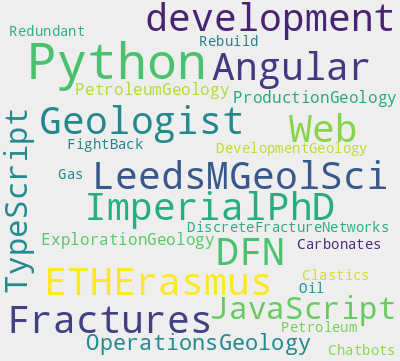 development
Redundant
Rebuild
Python
Angular
PetroleumGeology
ProductionGeology
Geologist
Web
TypeScript
FightBack
DevelopmentGeology
Gas
LeedsMGeolSci
ImperialPhD
DiscreteFractureNetworks
ExplorationGeology
DFN
Carbonates
ETHErasmus
Clastics
Oil
JavaScript
Fractures
Petroleum
OperationsGeology
Chatbots